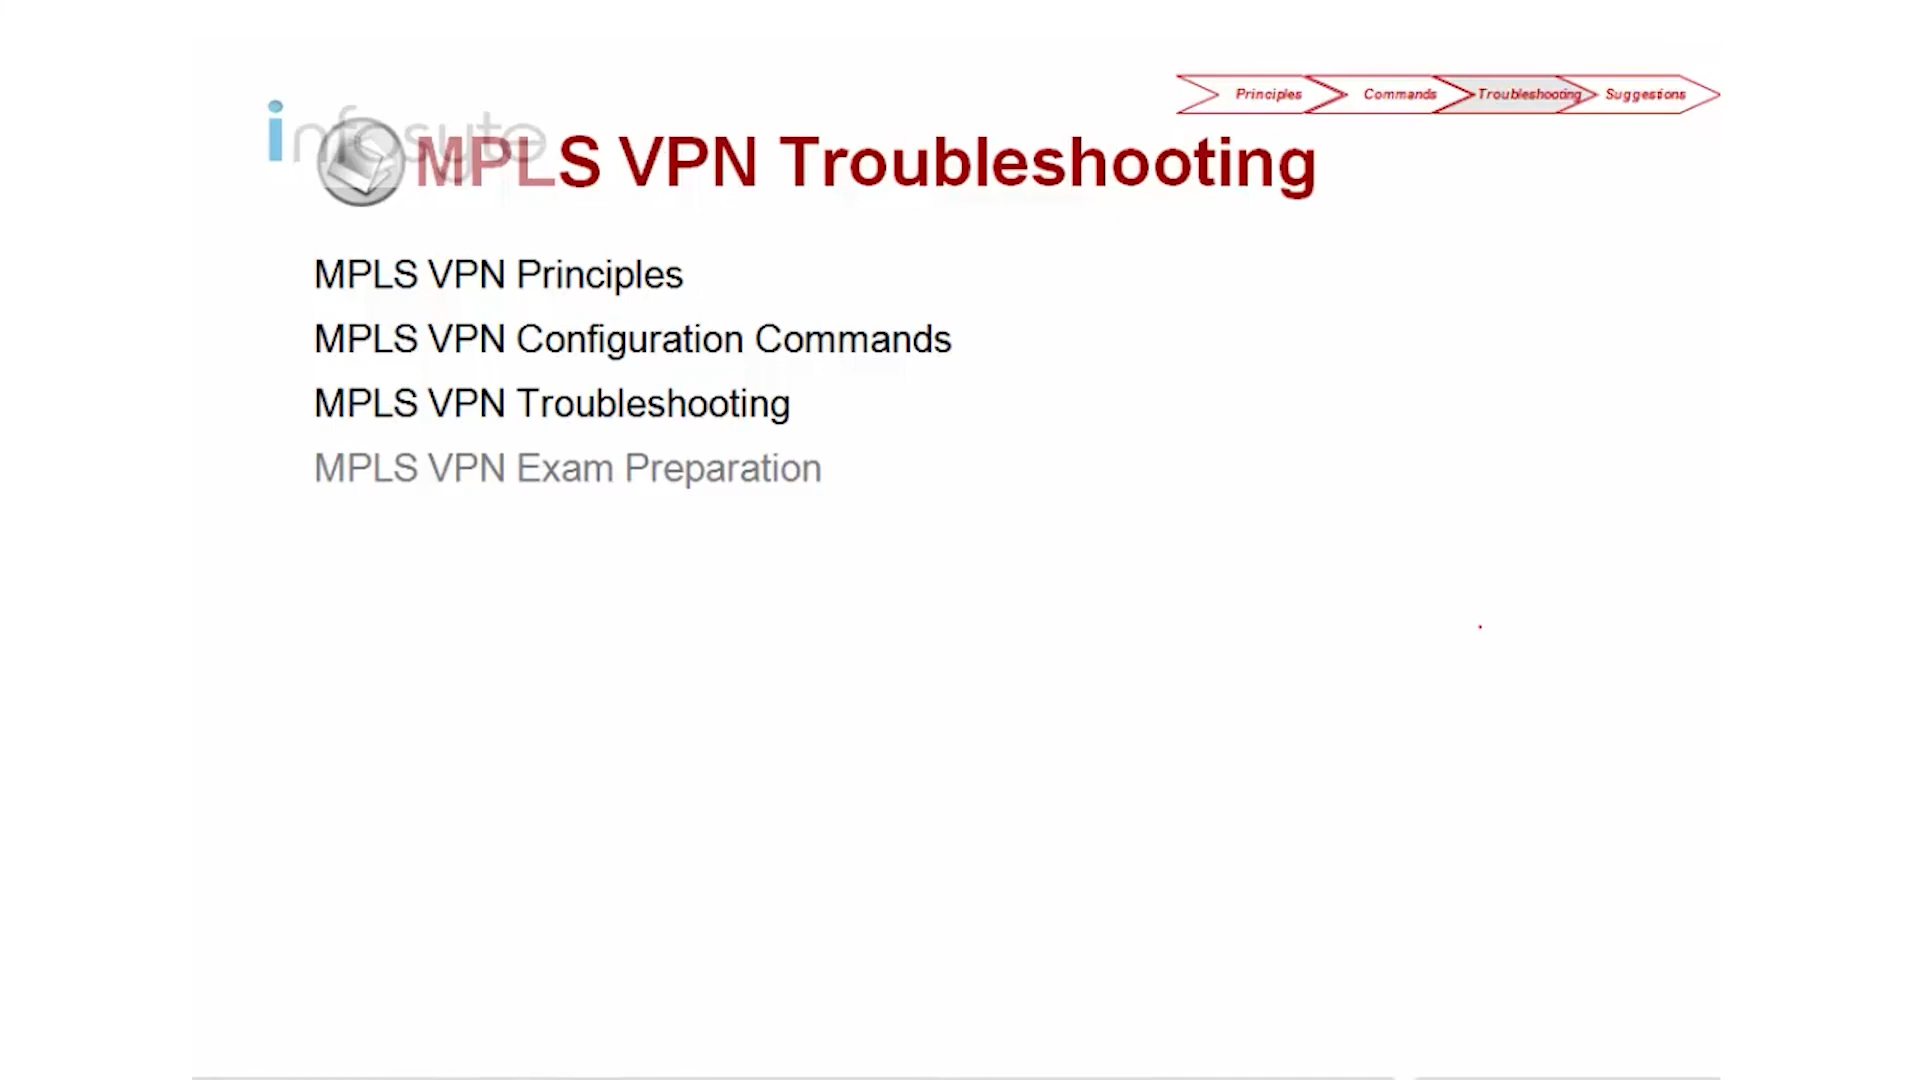 Principles Commands Troubleshooting Suggestions
infosyte
MPLS VPN Troubleshooting
MPLS VPN Principles
MPLS VPN Configuration Commands
MPLS VPN Troubleshooting
MPLS VPN Exam Preparation